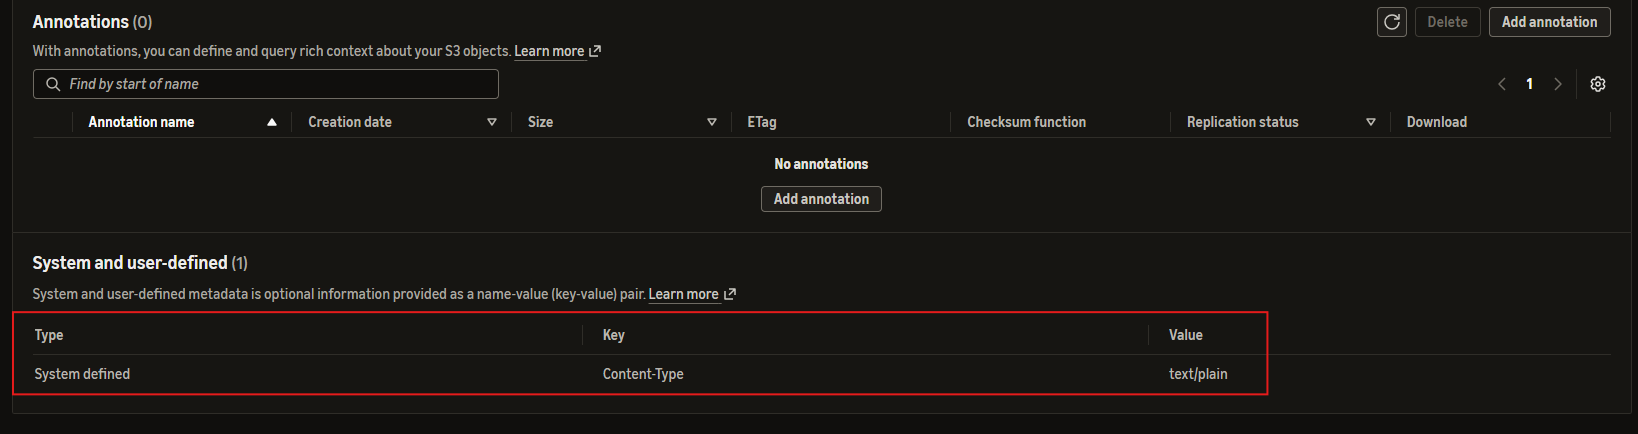 Annotations (0)
Delete
Add annotation
With annotations, you can define and query rich context about your S3 objects. Learn more
Find by start of name
1
Annotation name Creation date Size ETag Checksum function Replication status Download
No annotations
Add annotation
System and user-defined (1)
System and user-defined metadata is optional information provided as a name-value (key-value) pair. Learn more
Type Key Value
System defined Content-Type text/plain